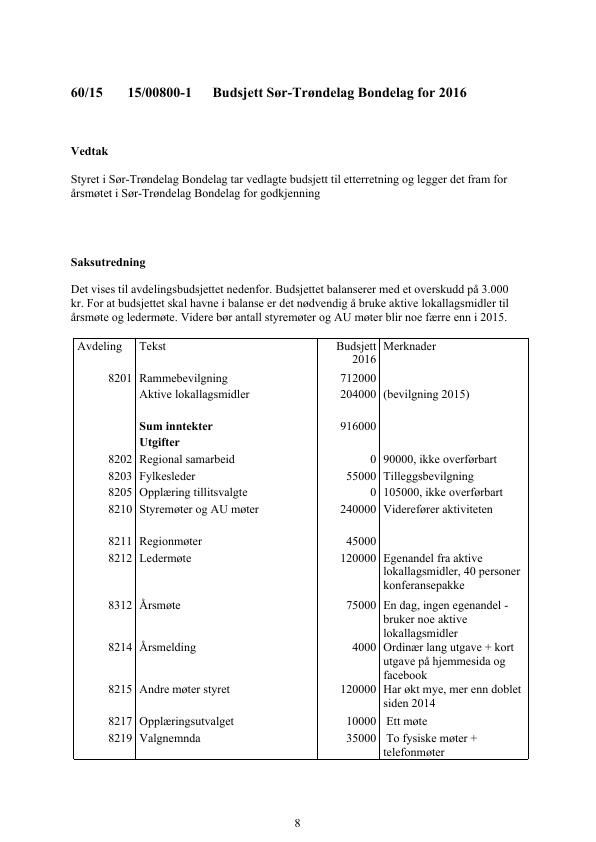 60/15 15/00800-1 Budsjett Sør-Trøndelag Bondelag for 2016
Vedtak
Styret i Sør-Trøndelag Bondelag tar vedlagte budsjett til etterretning og legger det fram for
årsmøtet i Sør-Trøndelag Bondelag for godkjenning
Saksutredning
Det vises til avdelingsbudsjettet nedenfor. Budsjettet balanserer med et overskudd på 3.000
kr. For at budsjettet skal havne i balanse er det nødvendig å bruke aktive lokallagsmidler til
årsmøte og ledermøte. Videre bør antall styremøter og AU møter blir noe færre enn i 2015.
Avdeling Tekst Budsjett Merknader
2016
8201 Rammebevilgning 712000
Aktive lokallagsmidler 204000 (bevilgning 2015)
Sum inntekter 916000
Utgifter
8202 Regional samarbeid 0 90000, ikke overførbart
8203 Fylkesleder 55000 Tilleggsbevilgning
8205 Opplæring tillitsvalgte 0 105000, ikke overførbart
8210 Styremøter og AU møter 240000 Viderefører aktiviteten
8211 Regionmøter 45000
8212 Ledermøte 120000 Egenandel fra aktive
lokallagsmidler, 40 personer
konferansepakke
8312 Årsmøte 75000 En dag, ingen egenandel -
bruker noe aktive
lokallagsmidler
8214 Årsmelding 4000 Ordinær lang utgave + kort
utgave på hjemmesida og
facebook
8215 Andre møter styret 120000 Har økt mye, mer enn doblet
siden 2014
8217 Opplæringsutvalget 10000 Ett møte
8219 Valgnemnda 35000 To fysiske møter +
telefonmøter
8